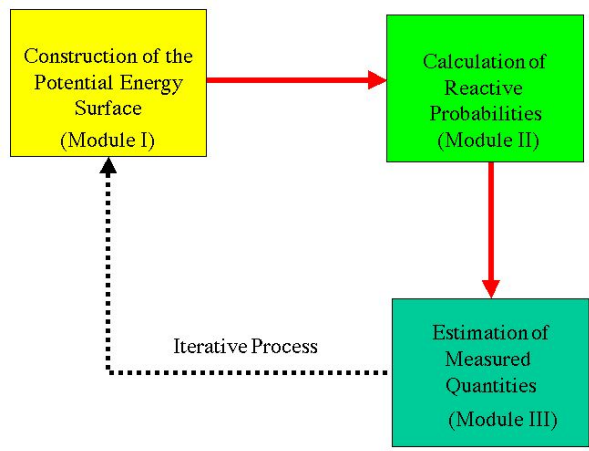 Construction of the
Potential Energy
Surface
(Module I)
Calculation of
Reactive
Probabilities
(Module II)
Iterative Process
Estimation of
Measured
Quantities
(Module III)